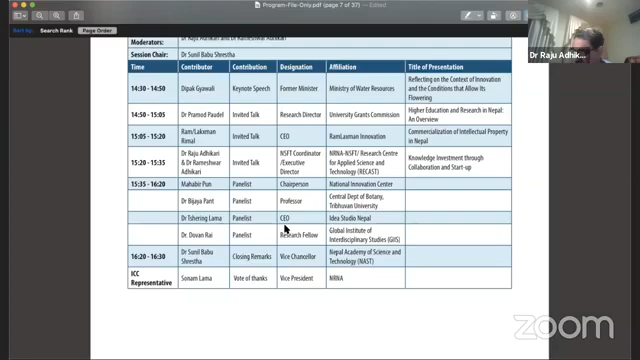 Program-File-Only.pdf (page 7 of 37)
Sort by: Search Rank Page Order
Moderators: Dr Raju Adhikari and Dr Rameshwar Adhikari
Session Chair: Dr Sunil Babu Shrestha
Time Contributor Contribution Designation Affiliation Title of Presentation
14:30 - 14:50 Dipak Gyawali Keynote Speech Former Minister Ministry of Water Resources Reflecting on the Context of Innovation
and the Conditions that Allow Its
Flowering
14:50 - 15:05 Dr Pramod Paudel Invited Talk Research Director University Grants Commission Higher Education and Research in Nepal:
An Overview
15:05 - 15:20 Ram/Laxman
Rimal Invited Talk CEO RamLaxman Innovation Commercialization of Intellectual Property
in Nepal
15:20 - 15:35 Dr Raju Adhikari
& Dr Rameshwar
Adhikari Invited Talk NSFT Coordinator
/Executive
Director NRNA-NSFT/ Research Centre
for Applied Science and
Technology (RECAST) Knowledge Investment through
Collaboration and Start-up
15:35 - 16:20 Mahabir Pun Panelist Chairperson National Innovation Center
Dr Bijaya Pant Panelist Professor Central Dept of Botany,
Tribhuvan University
Dr Tshering Lama Panelist CEO Idea Studio Nepal
Dr. Dovan Rai Panelist Research Fellow Global Institute of
Interdisciplinary Studies (GIIS)
16:20 - 16:30 Dr Sunil Babu
Shrestha Closing Remarks Vice Chancellor Nepal Academy of Science and
Technology (NAST)
ICC
Representative Sonam Lama Vote of thanks Vice President NRNA
Dr Raju Adhik...
zoom